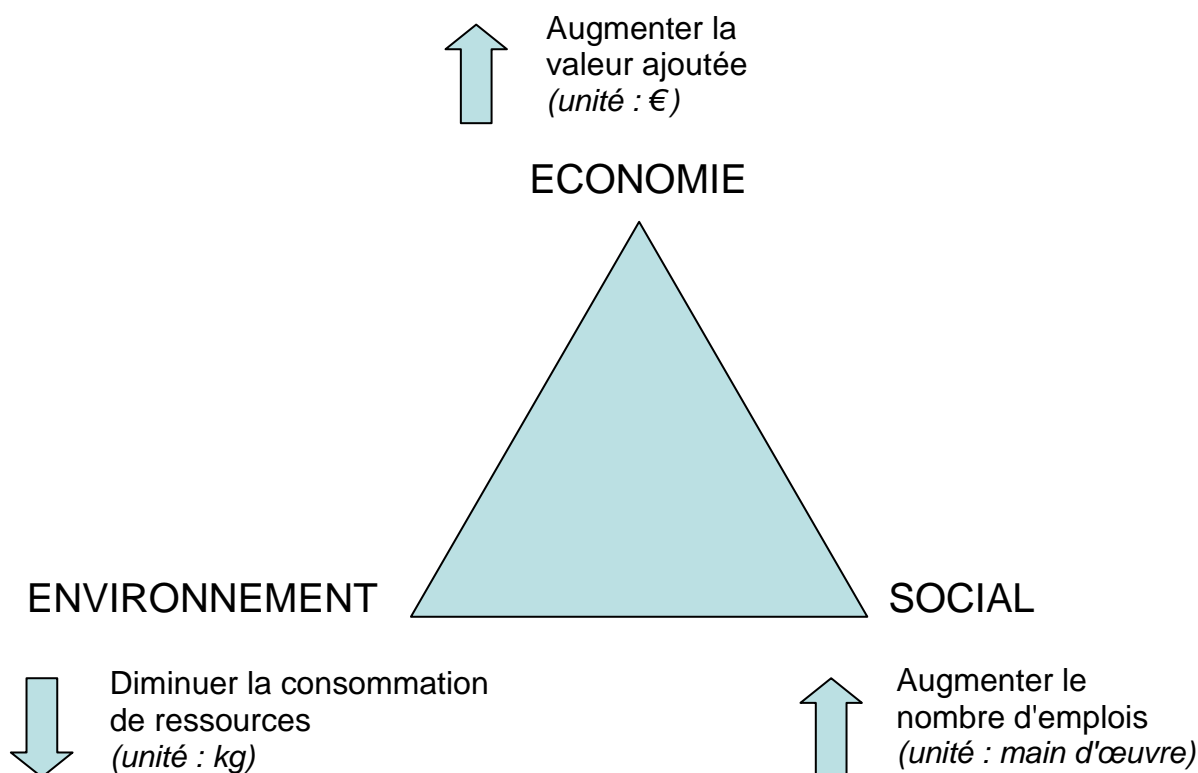 Augmenter la
valeur ajoutée
(unité : €)
ECONOMIE
ENVIRONNEMENT
SOCIAL
Diminuer la consommation
de ressources
(unité : kg)
Augmenter le
nombre d'emplois
(unité : main d'œuvre)